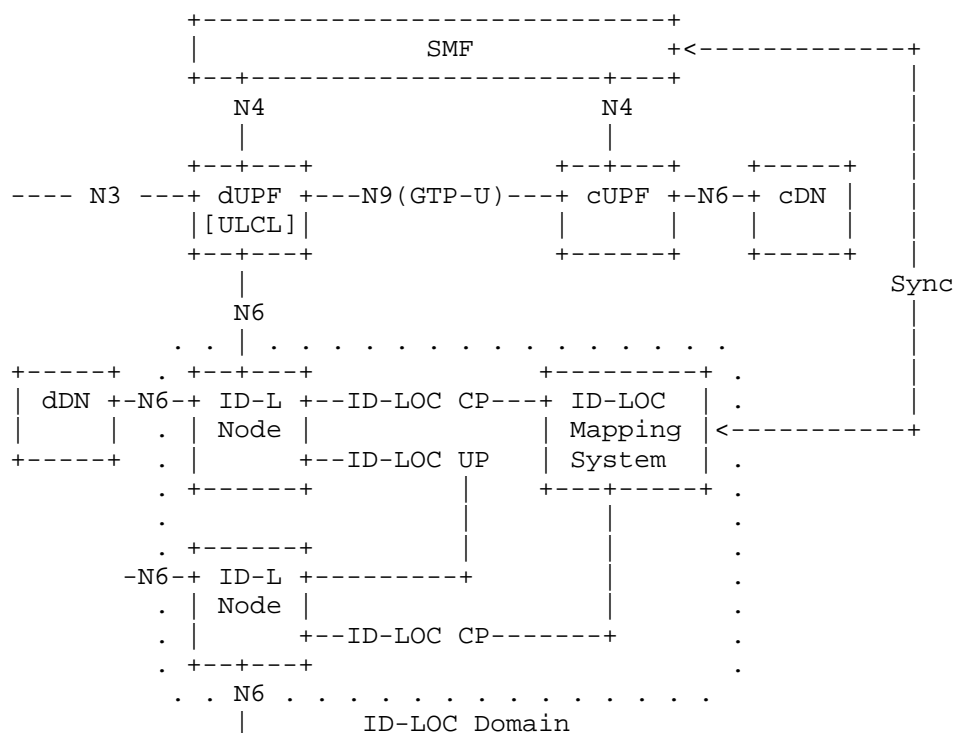 SMF
N4 N4
---- N3 ---+ dUPF +---N9(GTP-U)---+ cUPF +-N6-+ cDN
[ULCL]
Sync
N6
dDN +-N6-+ ID-L +--ID-LOC CP---+ ID-LOC
Node Mapping
+--ID-LOC UP System
-N6-+ ID-L
Node
+--ID-LOC CP-------+
N6
ID-LOC Domain